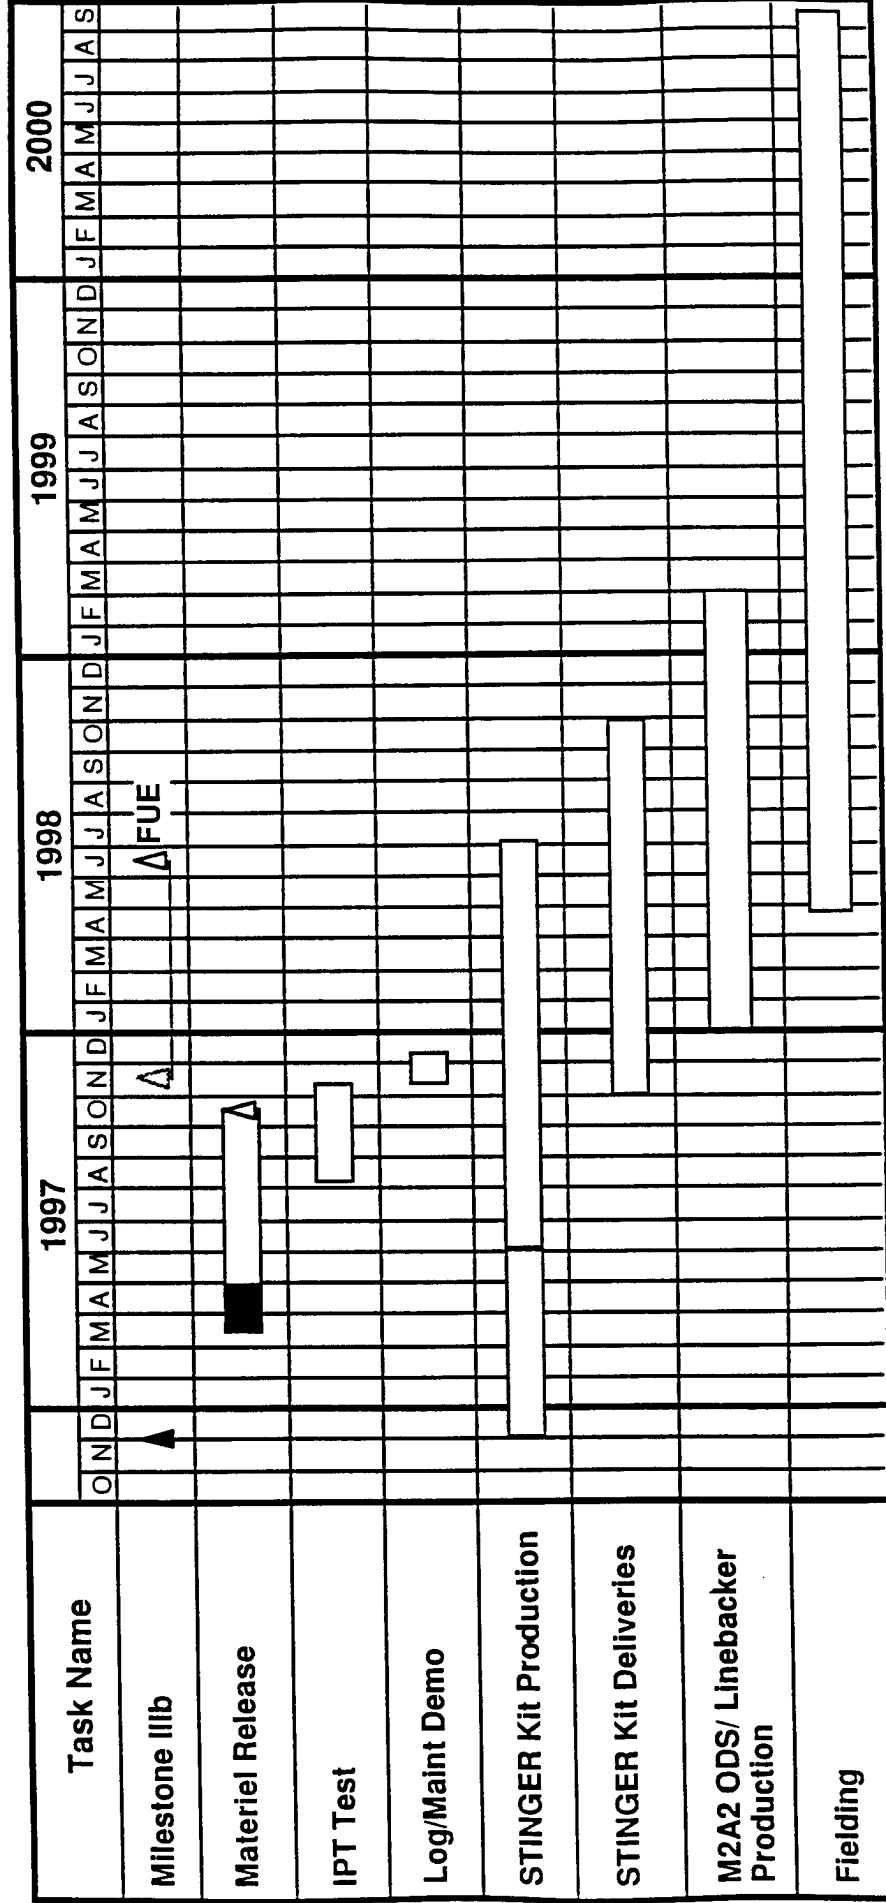 Task Name
1997
1998
1999
2000
O N D J F M A M J J A S O N D J F M A M J J A S O N D J F M A M J J A S O N D J F M A M J J A S
Milestone IIIb
FUE
Materiel Release
IPT Test
Log/Maint Demo
STINGER Kit Production
STINGER Kit Deliveries
M2A2 ODS/ Linebacker
Production
Fielding